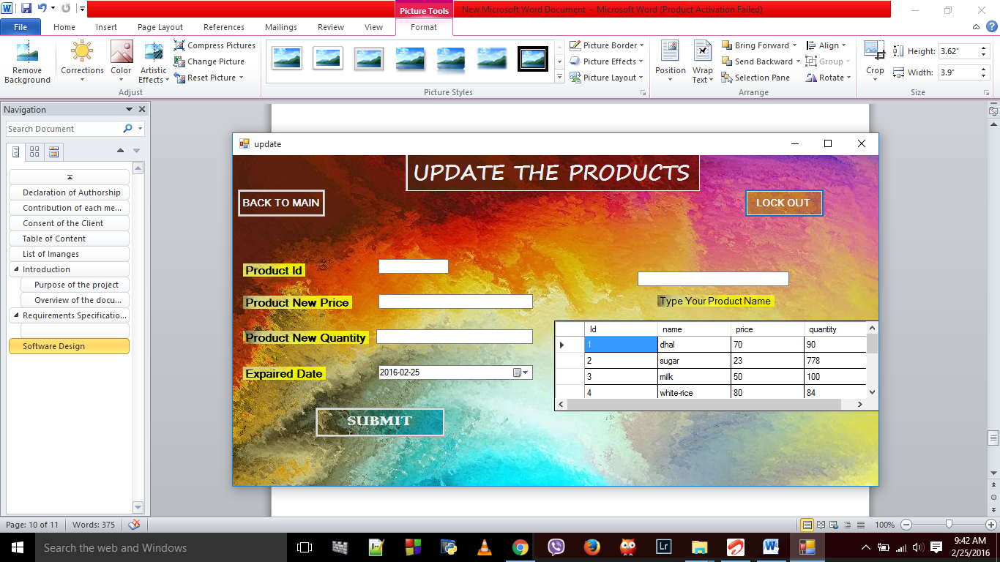 Picture Tools
New Microsoft Word Document - Microsoft Word (Product Activation Failed)
File Home Insert Page Layout References Mailings Review View Format
Remove Background
Corrections
Color
Artistic Effects
Compress Pictures
Change Picture
Reset Picture
Adjust
Picture Styles
Picture Border
Picture Effects
Picture Layout
Position
Wrap Text
Bring Forward
Send Backward
Selection Pane
Align
Group
Rotate
Arrange
Crop
Height: 3.62"
Width: 3.9"
Size
Navigation
Search Document
Declaration of Authorship
Contribution of each me...
Consent of the Client
Table of Content
List of Imanges
Introduction
Purpose of the project
Overview of the docu...
Requirements Specificatio...
Software Design
update
UPDATE THE PRODUCTS
BACK TO MAIN
LOCK OUT
Product Id
Product New Price
Product New Quantity
Expaired Date
2016-02-25
SUBMIT
Type Your Product Name
Id name price quantity
1 dhal 70 90
2 sugar 23 778
3 milk 50 100
4 white-rice 80 84
Page: 10 of 11 Words: 375
100%
Search the web and Windows
Lr
9:42 AM
2/25/2016